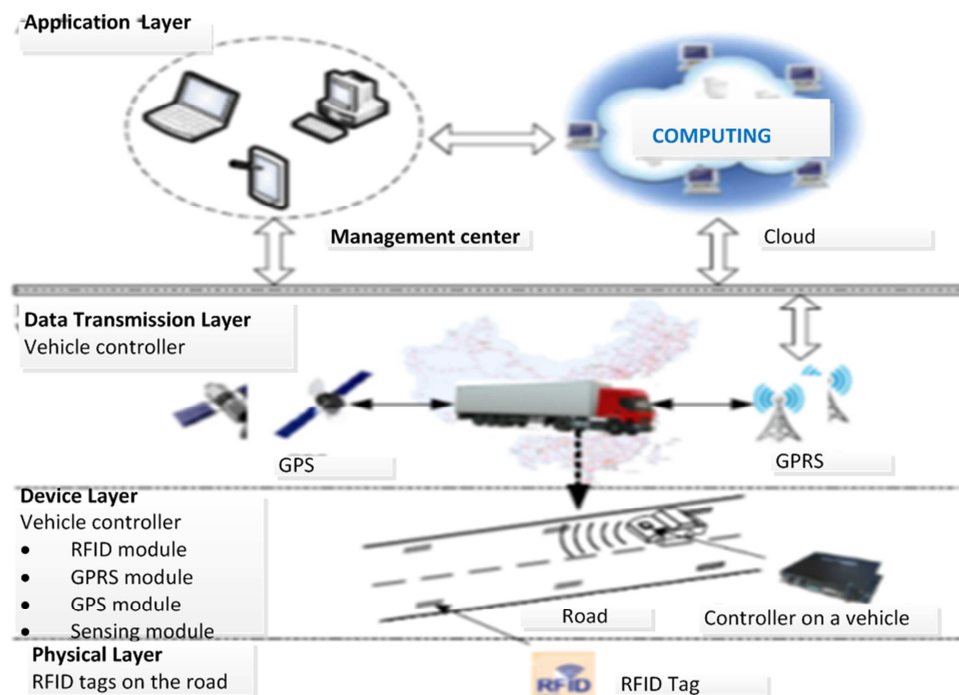 Application Layer
COMPUTING
Management center
Cloud
Data Transmission Layer
Vehicle controller
GPS
GPRS
Device Layer
Vehicle controller
• RFID module
• GPRS module
• GPS module
• Sensing module
Road
Controller on a vehicle
Physical Layer
RFID tags on the road
RFID
RFID Tag